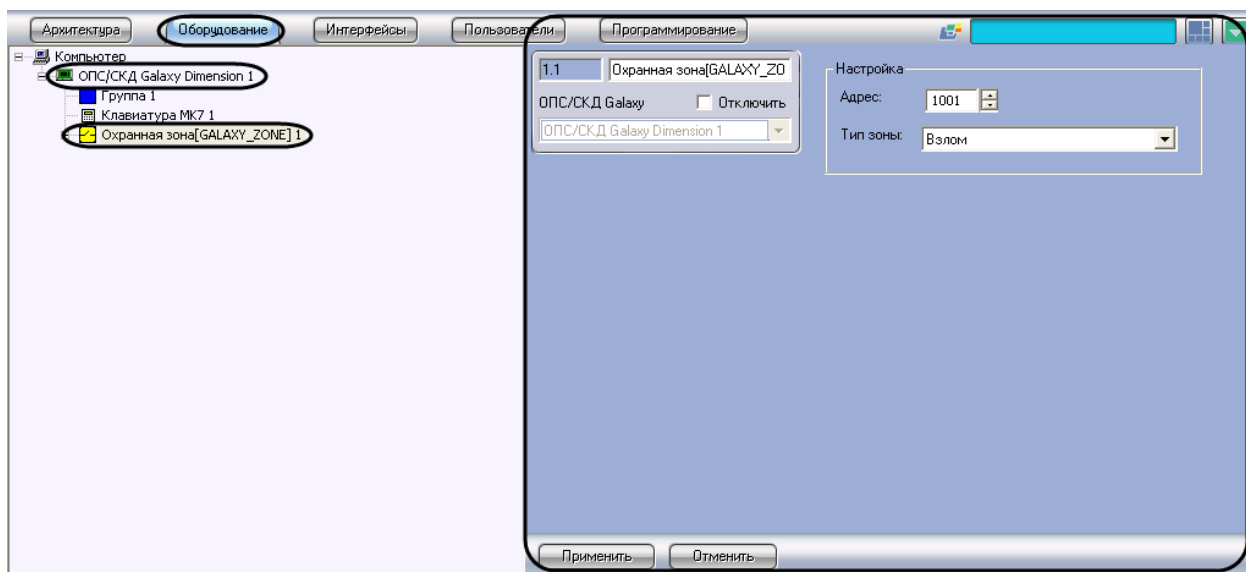 Архитектура Оборудование Интерфейсы Пользователи Программирование
Компьютер
ОПС/СКД Galaxy Dimension 1
Группа 1
Клавиатура МК7 1
Охранная зона[GALAXY_ZONE] 1
1.1 Охранная зона[GALAXY_ZO
ОПС/СКД Galaxy Отключить
ОПС/СКД Galaxy Dimension 1
Настройка
Адрес: 1001
Тип зоны: Взлом
Применить Отменить